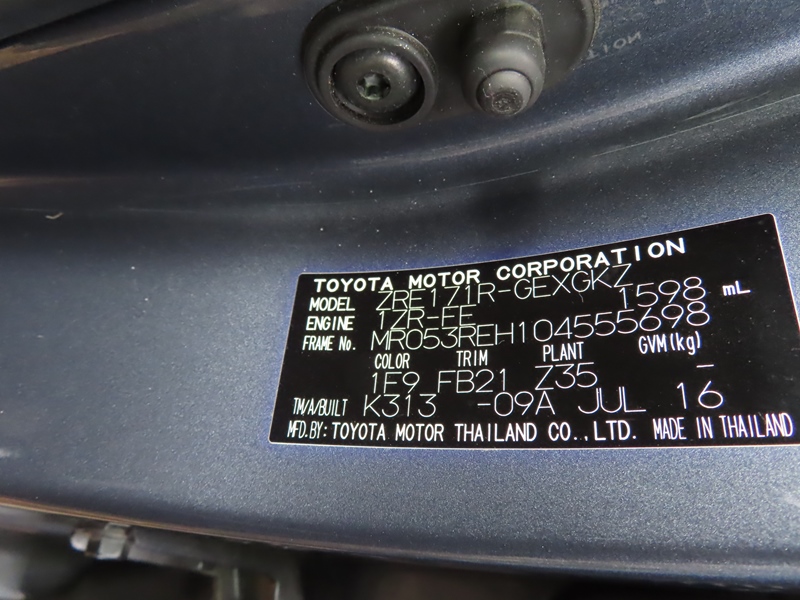 TOYOTA MOTOR CORPORATION
MODEL ZRE171R-GEXGKZ
ENGINE 1ZR-FE 1598 mL
FRAME No. MR053REH104555698
COLOR TRIM PLANT GVM(kg)
1F9 FB21 Z35 -
TM/A/BUILT K313 -09A JUL 16
MFD.BY: TOYOTA MOTOR THAILAND CO.,LTD. MADE IN THAILAND